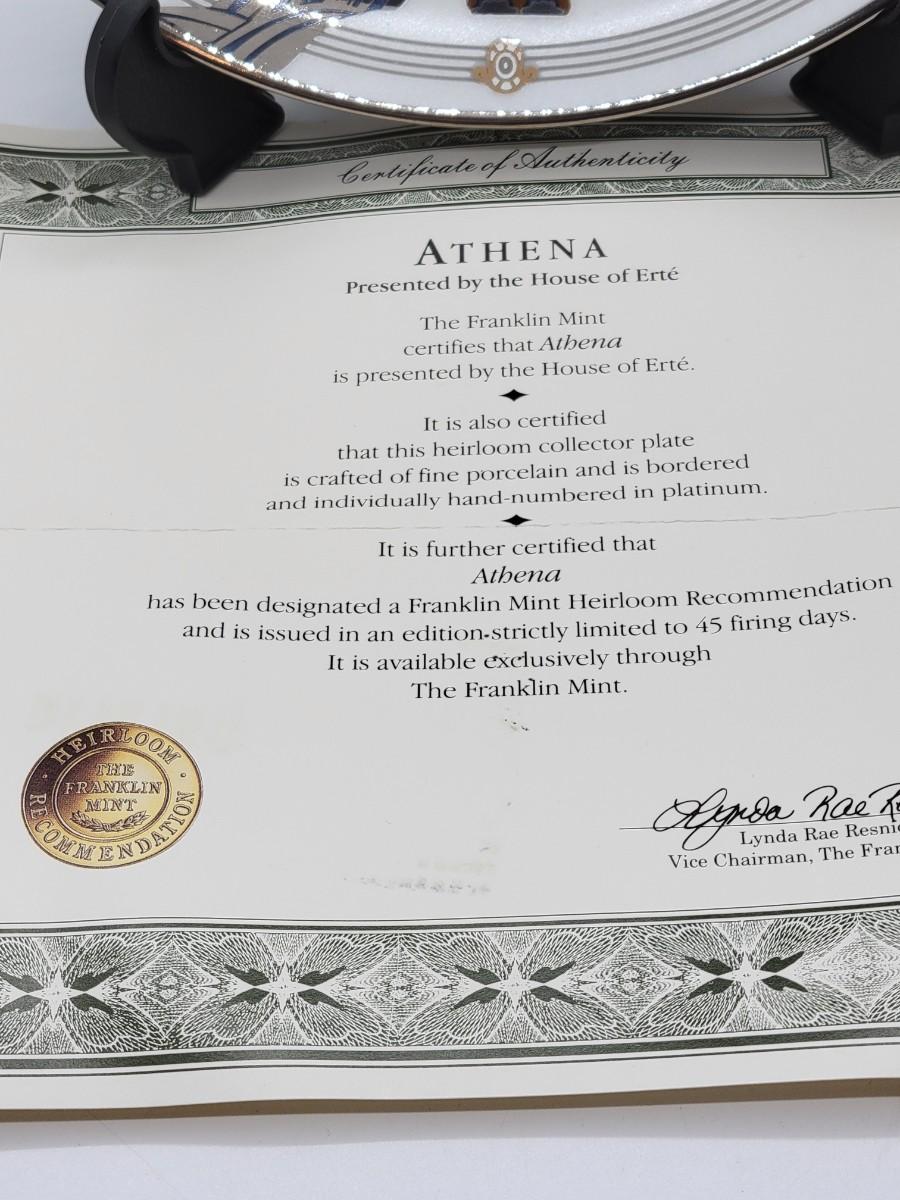 Certificate of Authenticity
ATHENA
Presented by the House of Erté
The Franklin Mint
certifies that Athena
is presented by the House of Erté.
It is also certified
that this heirloom collector plate
is crafted of fine porcelain and is bordered
and individually hand-numbered in platinum.
It is further certified that
Athena
has been designated a Franklin Mint Heirloom Recommendation
and is issued in an edition strictly limited to 45 firing days.
It is available exclusively through
The Franklin Mint.
HEIRLOOM
THE
FRANKLIN
MINT
RECOMMENDATION
Lynda Rae R
Lynda Rae Resni
Vice Chairman, The Fran